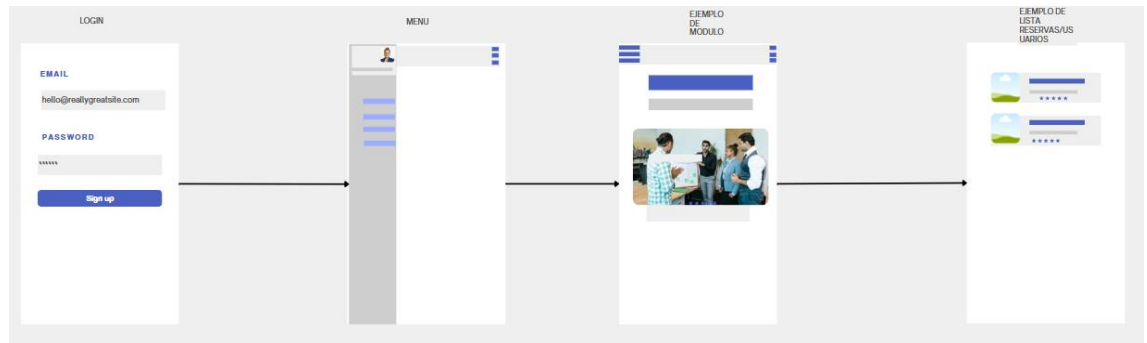 LOGIN
MENU
EJEMPLO
DE
MODULO
EJEMPLO DE
LISTA
RESERVAS/US
UARIOS
EMAIL
hello@reallygreatsite.com
PASSWORD
******
Sign up